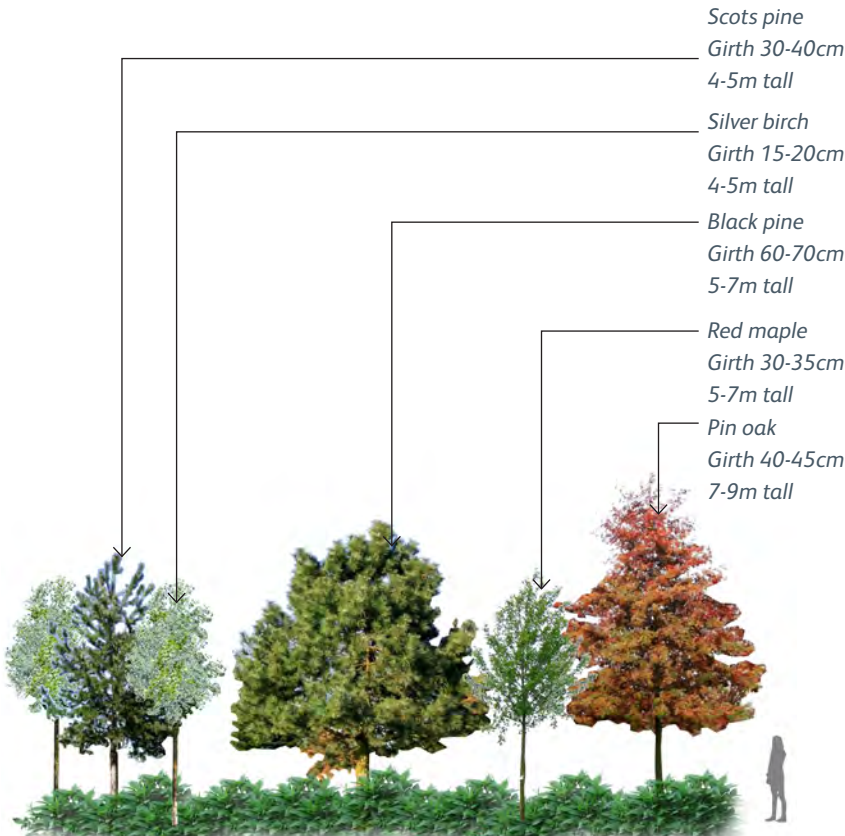 Scots pine
Girth 30-40cm
4-5m tall
Silver birch
Girth 15-20cm
4-5m tall
Black pine
Girth 60-70cm
5-7m tall
Red maple
Girth 30-35cm
5-7m tall
Pin oak
Girth 40-45cm
7-9m tall